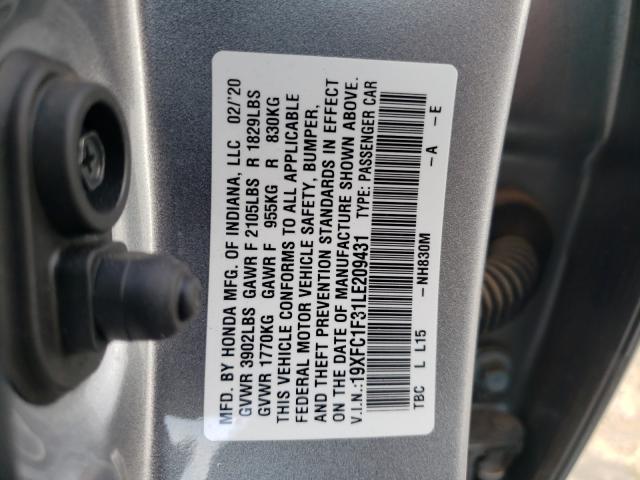 MFD. BY HONDA MFG. OF INDIANA, LLC 02/'20
GVWR 3902LBS GAWR F 2105LBS R 1829LBS
GVWR 1770KG GAWR F 955KG R 830KG
THIS VEHICLE CONFORMS TO ALL APPLICABLE
FEDERAL MOTOR VEHICLE SAFETY, BUMPER,
AND THEFT PREVENTION STANDARDS IN EFFECT
ON THE DATE OF MANUFACTURE SHOWN ABOVE.
V.I.N.:19XFC1F31LE209431 TYPE: PASSENGER CAR
TBC L L15 -NH830M -A -E